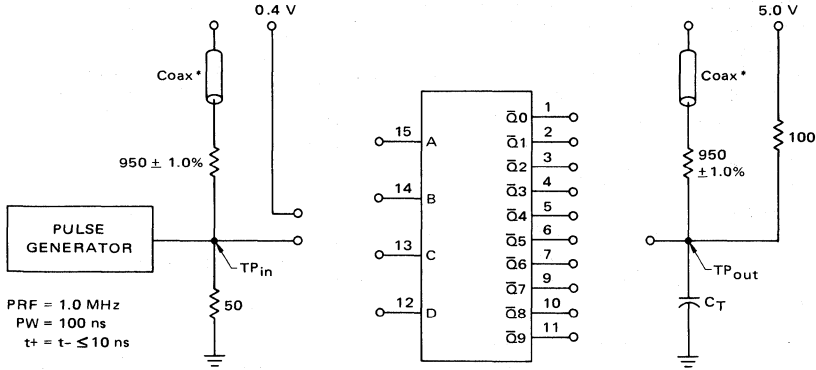 0.4 V
Coax*
950 ± 1.0%
PULSE
GENERATOR
TPin
50
PRF = 1.0 MHz
PW = 100 ns
t+ = t- ≤ 10 ns
15 A
14 B
13 C
12 D
Q̅0 1
Q̅1 2
Q̅2 3
Q̅3 4
Q̅4 5
Q̅5 6
Q̅6 7
Q̅7 9
Q̅8 10
Q̅9 11
5.0 V
Coax*
100
950
± 1.0%
TPout
CT